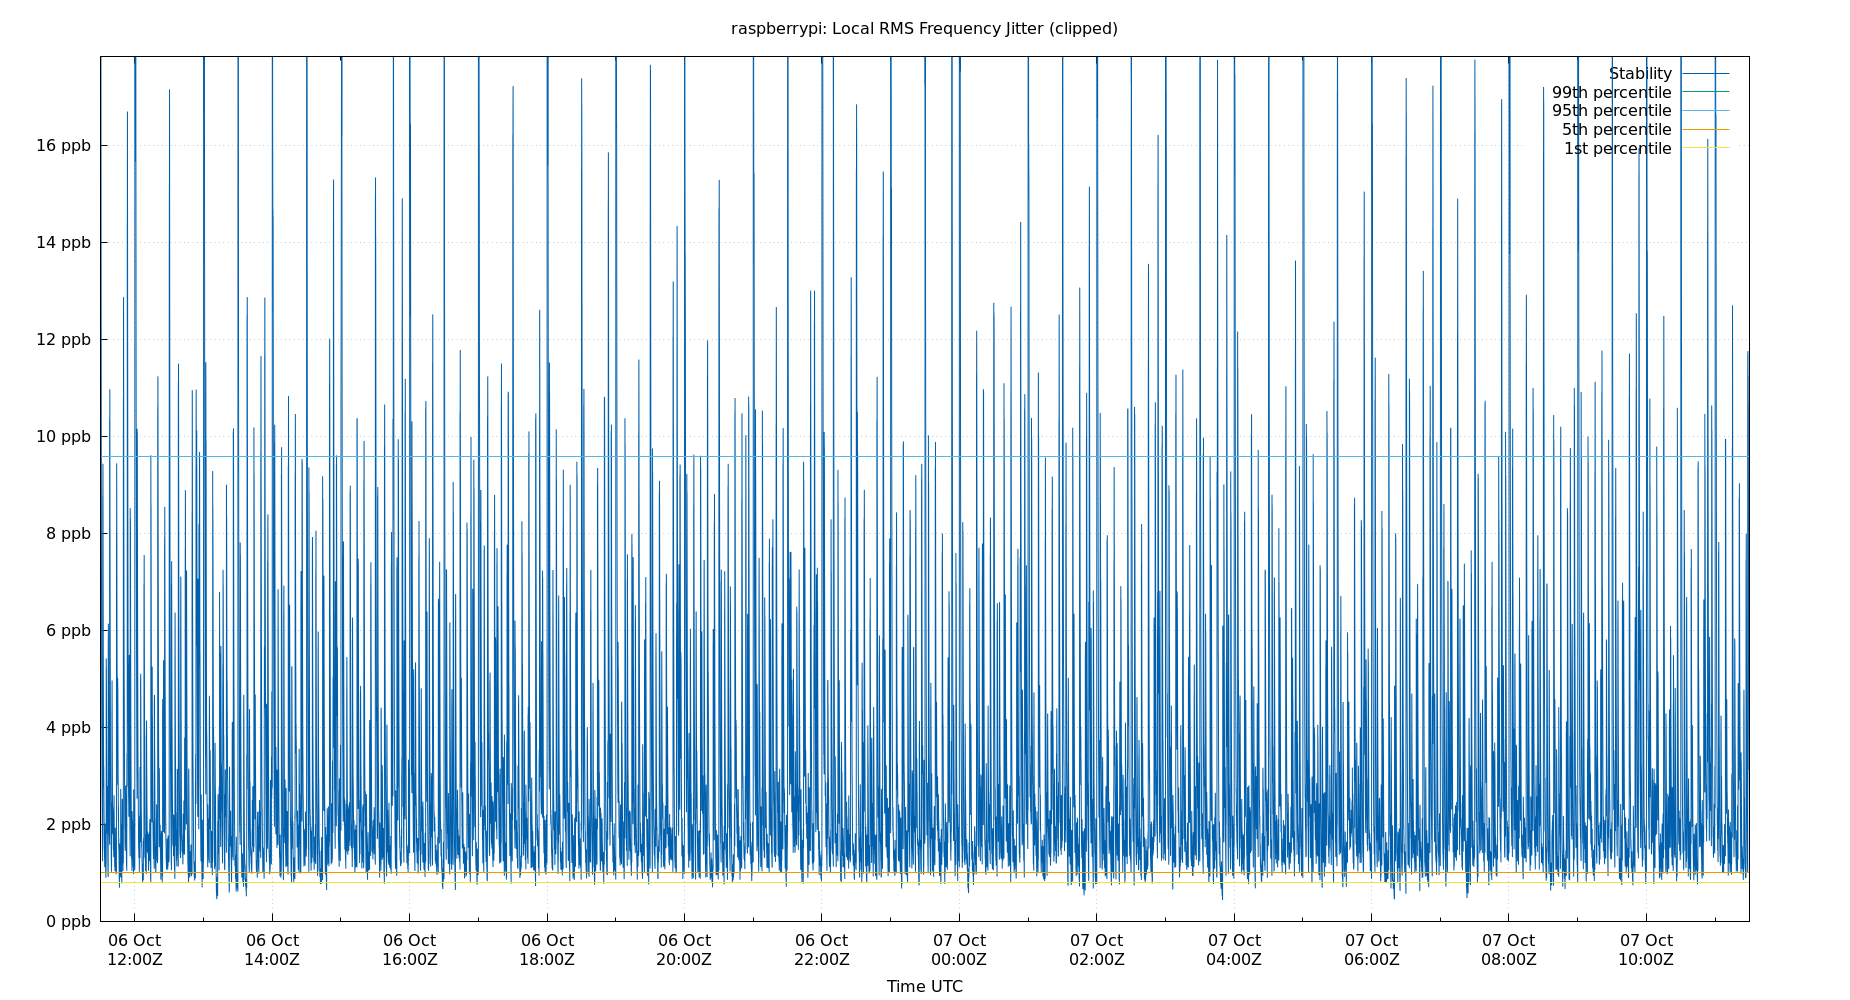 raspberrypi: Local RMS Frequency Jitter (clipped)
Stability
99th percentile
95th percentile
5th percentile
1st percentile
16 ppb
14 ppb
12 ppb
10 ppb
8 ppb
6 ppb
4 ppb
2 ppb
0 ppb
06 Oct 06 Oct 06 Oct 06 Oct 06 Oct 06 Oct 07 Oct 07 Oct 07 Oct 07 Oct 07 Oct 07 Oct
12:00Z 14:00Z 16:00Z 18:00Z 20:00Z 22:00Z 00:00Z 02:00Z 04:00Z 06:00Z 08:00Z 10:00Z
Time UTC